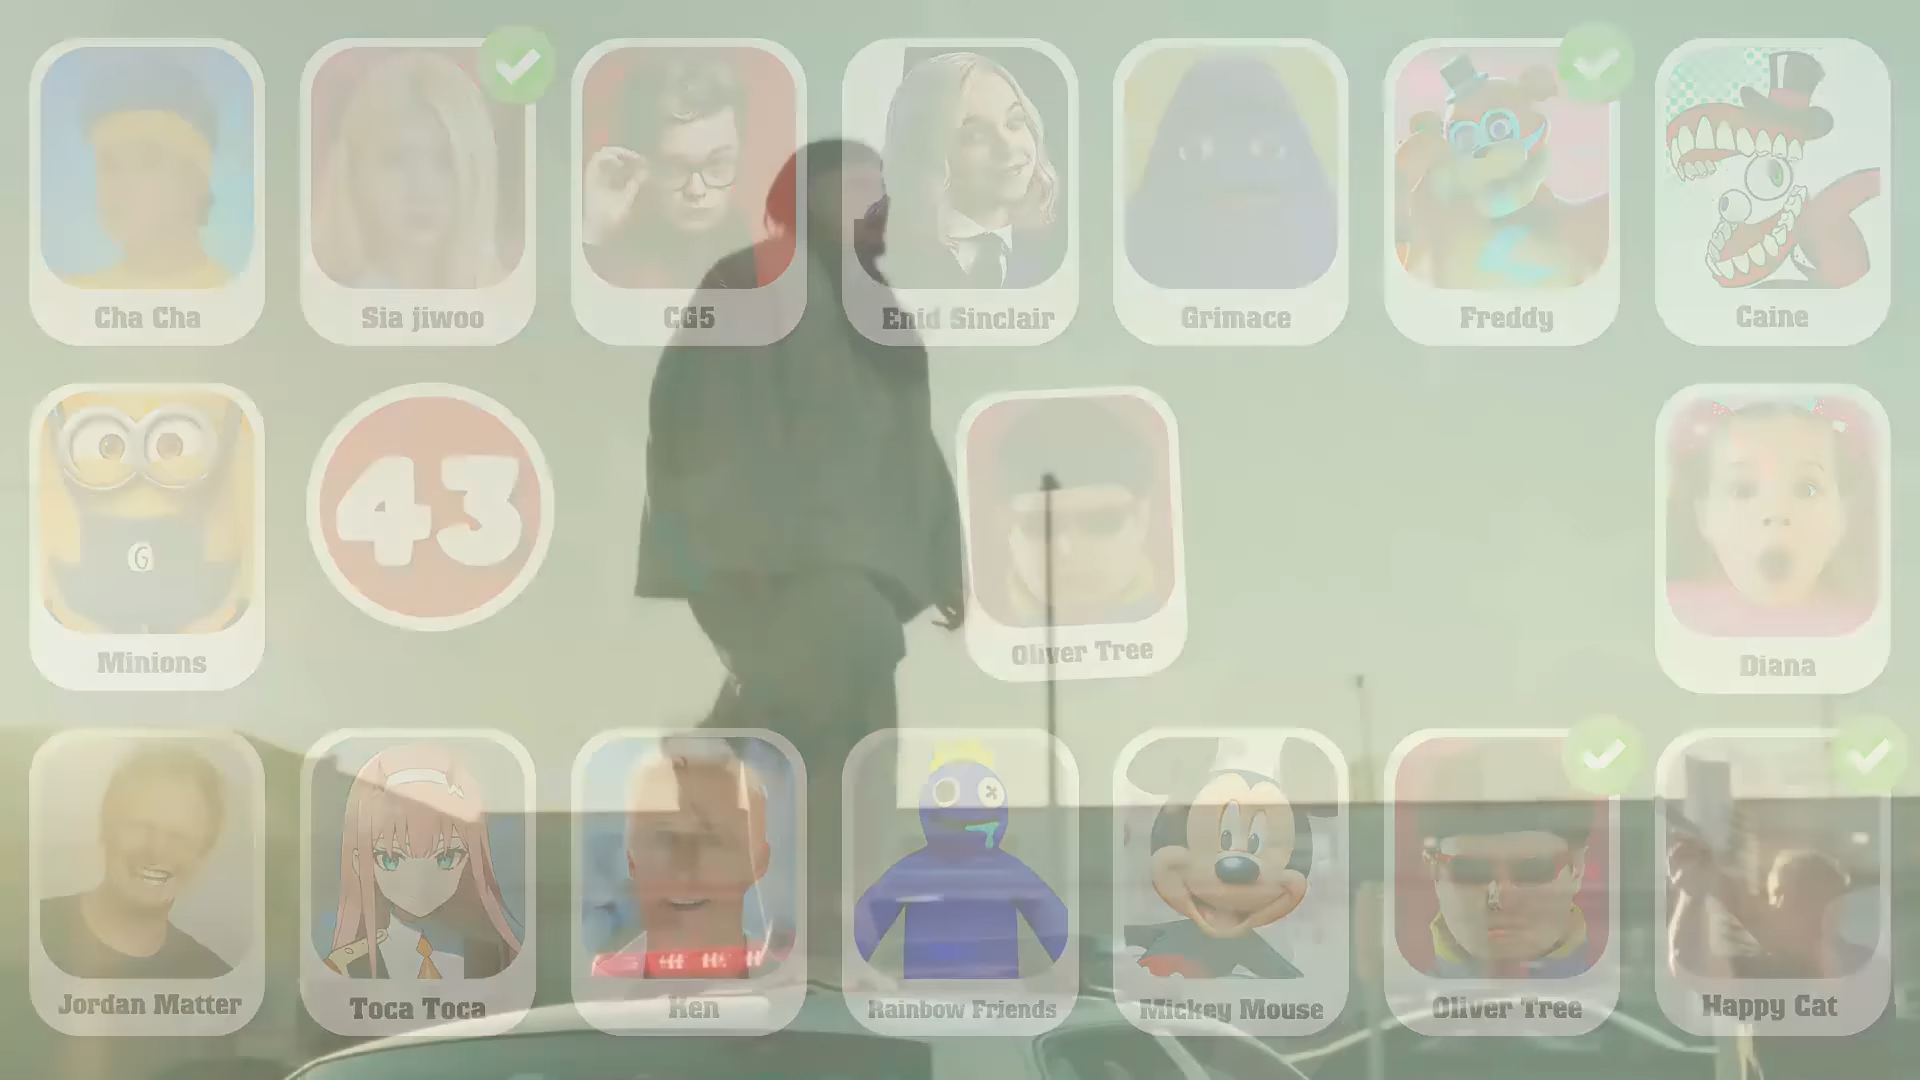 Cha Cha
Sia jiwoo
CG5
Enid Sinclair
Grimace
Freddy
Caine
Minions
G
43
Oliver Tree
Diana
Jordan Matter
Toca Toca
Ken
Rainbow Friends
Mickey Mouse
Oliver Tree
Happy Cat